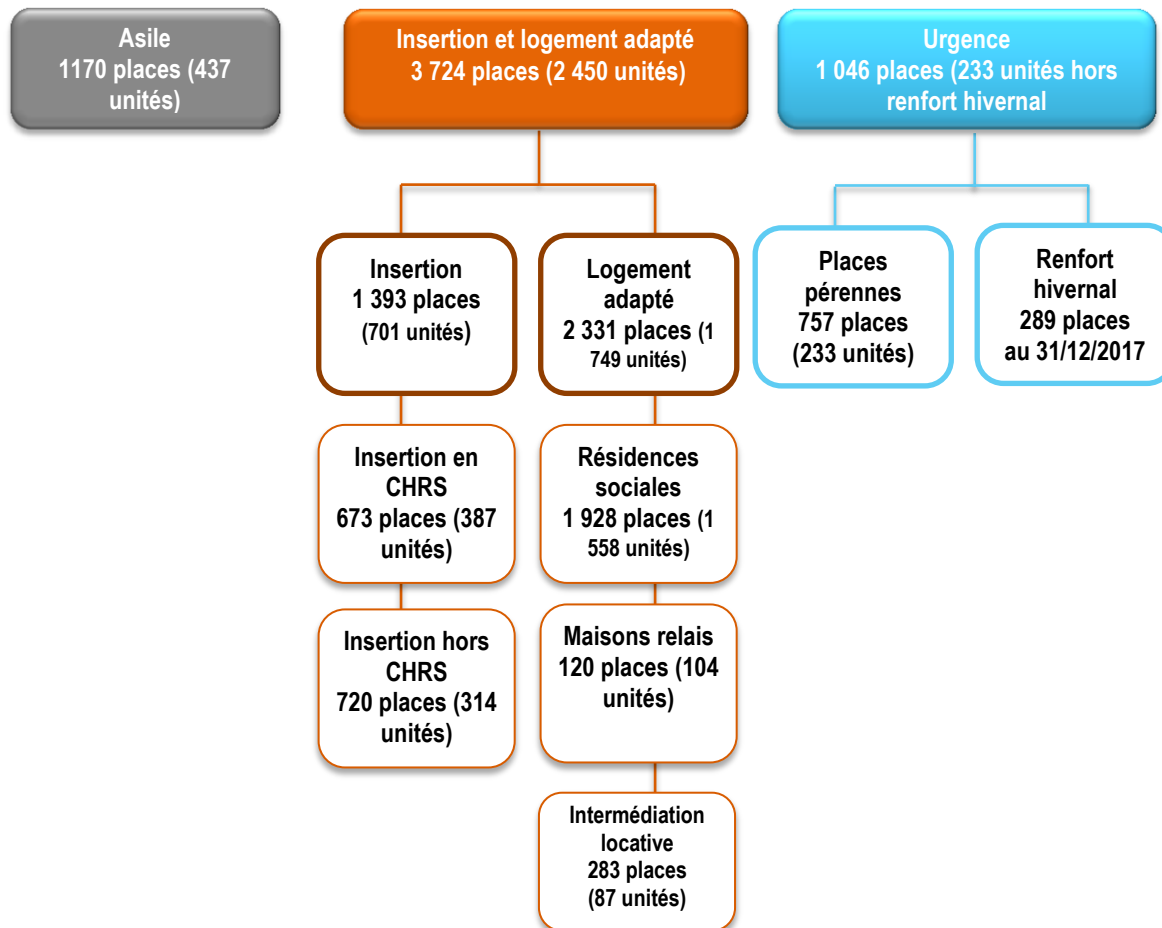 Asile
1170 places (437
unités)
Insertion et logement adapté
3 724 places (2 450 unités)
Urgence
1 046 places (233 unités hors
renfort hivernal
Insertion
1 393 places
(701 unités)
Logement
adapté
2 331 places (1
749 unités)
Places
pérennes
757 places
(233 unités)
Renfort
hivernal
289 places
au 31/12/2017
Insertion en
CHRS
673 places (387
unités)
Résidences
sociales
1 928 places (1
558 unités)
Insertion hors
CHRS
720 places (314
unités)
Maisons relais
120 places (104
unités)
Intermédiation
locative
283 places
(87 unités)